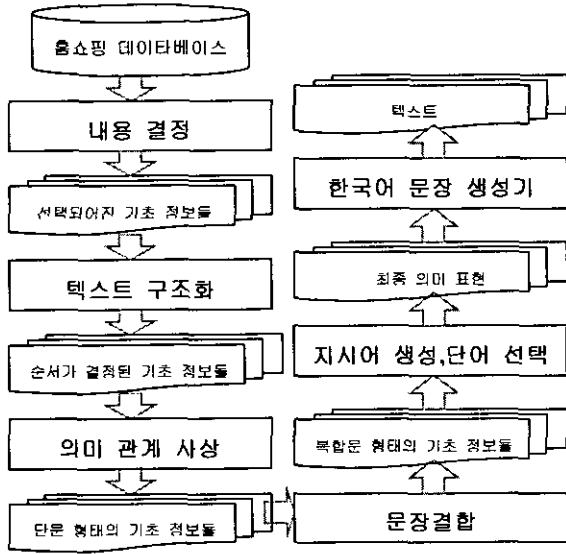 홈쇼핑 데이타베이스
내용 결정
선택되어진 기초 정보들
텍스트 구조화
순서가 결정된 기초 정보들
의미 관계 사상
단문 형태의 기초 정보들
문장결합
복합문 형태의 기초 정보들
지시어 생성,단어 선택
최종 의미 표현
한국어 문장 생성기
텍스트